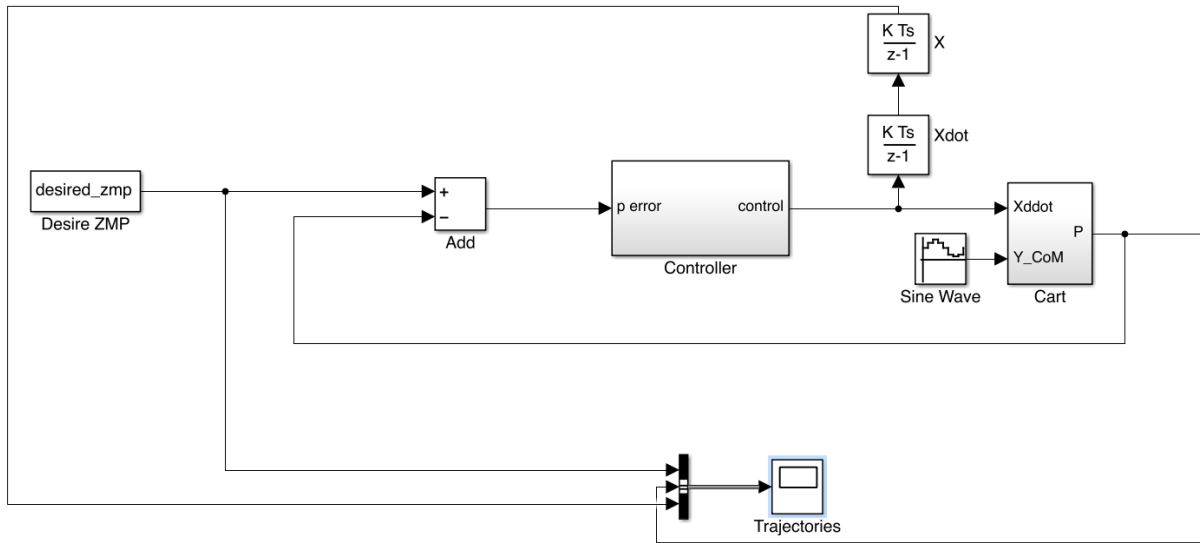 K Ts
z-1
X
K Ts
z-1
Xdot
desired_zmp
Desire ZMP
+
−
Add
p error
control
Controller
Sine Wave
Xddot
P
Y_CoM
Cart
Trajectories